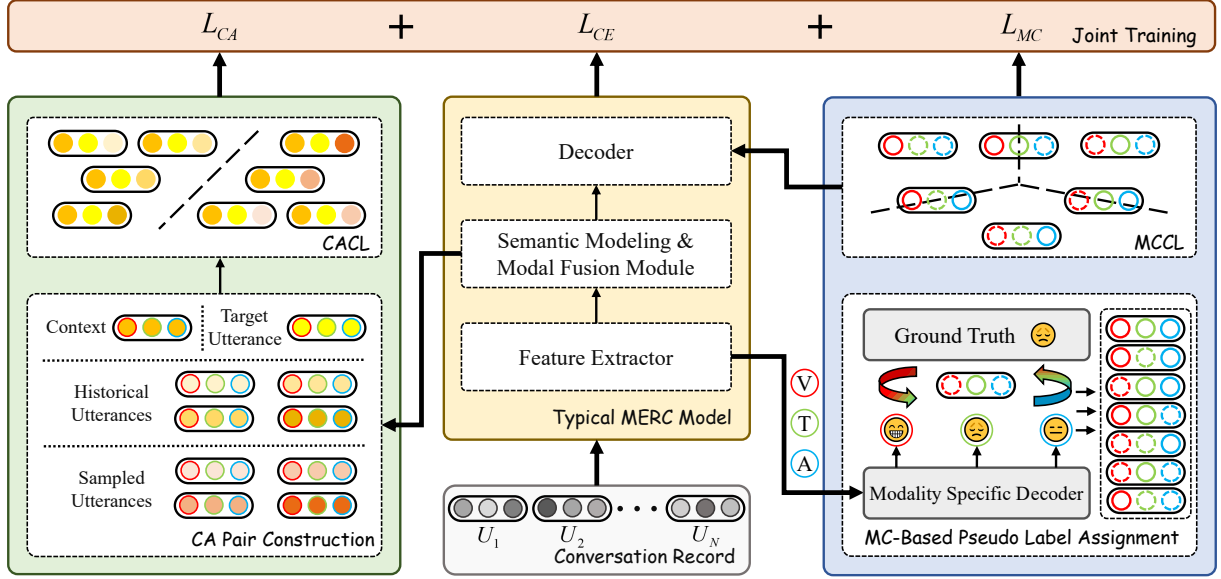 L_CA + L_CE + L_MC
Joint Training
CACL
Context
Target
Utterance
Historical
Utterances
Sampled
Utterances
CA Pair Construction
Decoder
Semantic Modeling &
Modal Fusion Module
Feature Extractor
Typical MERC Model
U_1 U_2 · · · U_N
Conversation Record
V
T
A
MCCL
Ground Truth
Modality Specific Decoder
MC-Based Pseudo Label Assignment